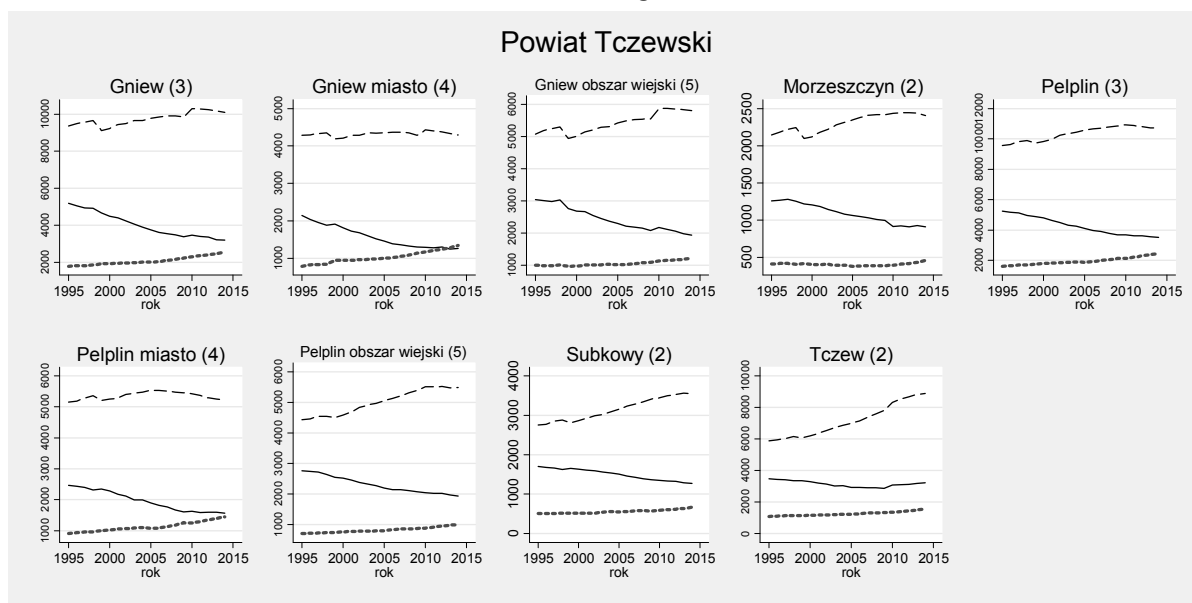 Powiat Tczewski
Gniew (3)
2000 4000 6000 8000 10000
1995 2000 2005 2010 2015
rok
Gniew miasto (4)
1000 2000 3000 4000 5000
1995 2000 2005 2010 2015
rok
Gniew obszar wiejski (5)
1000 2000 3000 4000 5000 6000
1995 2000 2005 2010 2015
rok
Morzeszczyn (2)
500 1000 1500 2000 2500
1995 2000 2005 2010 2015
rok
Pelplin (3)
2000 4000 6000 8000 10000 12000
1995 2000 2005 2010 2015
rok
Pelplin miasto (4)
1000 2000 3000 4000 5000 6000
1995 2000 2005 2010 2015
rok
Pelplin obszar wiejski (5)
1000 2000 3000 4000 5000 6000
1995 2000 2005 2010 2015
rok
Subkowy (2)
0 1000 2000 3000 4000
1995 2000 2005 2010 2015
rok
Tczew (2)
0 2000 4000 6000 8000 10000
1995 2000 2005 2010 2015
rok